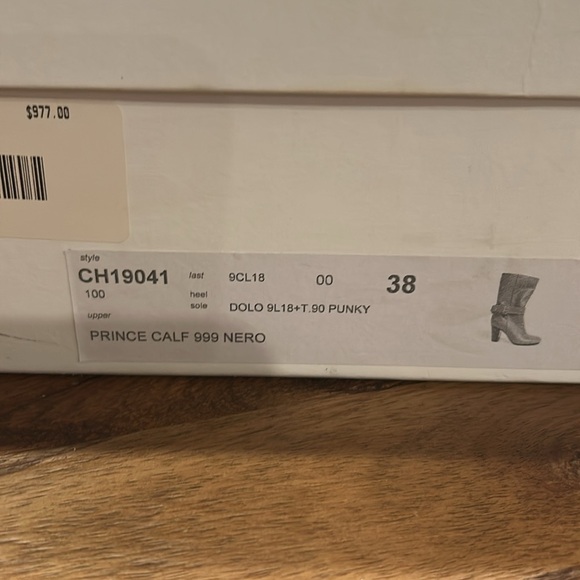 $977.00
style
CH19041 last 9CL18 00 38
100 heel
sole DOLO 9L18+T.90 PUNKY
upper
PRINCE CALF 999 NERO